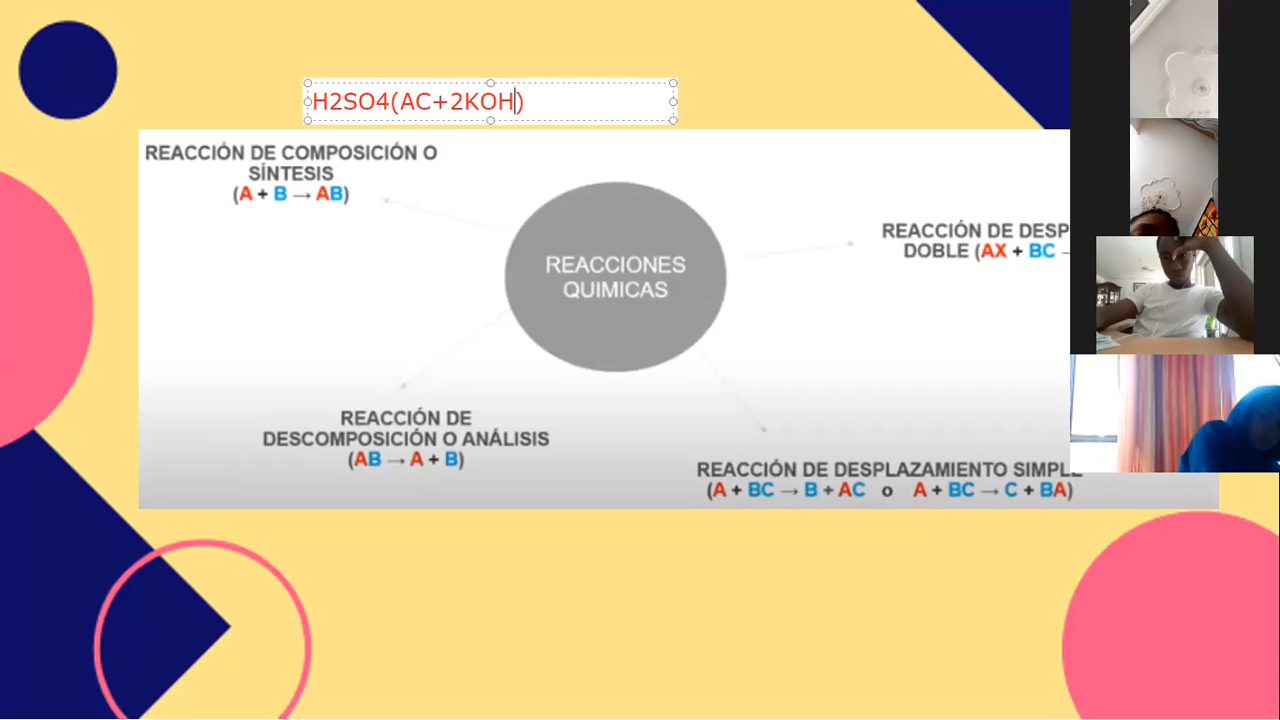 H2SO4(AC+2KOH)
REACCIÓN DE COMPOSICIÓN O
SÍNTESIS
(A + B → AB)
REACCIONES
QUIMICAS
REACCIÓN DE DESP
DOBLE (AX + BC →
REACCIÓN DE
DESCOMPOSICIÓN O ANÁLISIS
(AB → A + B)
REACCIÓN DE DESPLAZAMIENTO SIMPLE
(A + BC → B + AC o A + BC → C + BA)